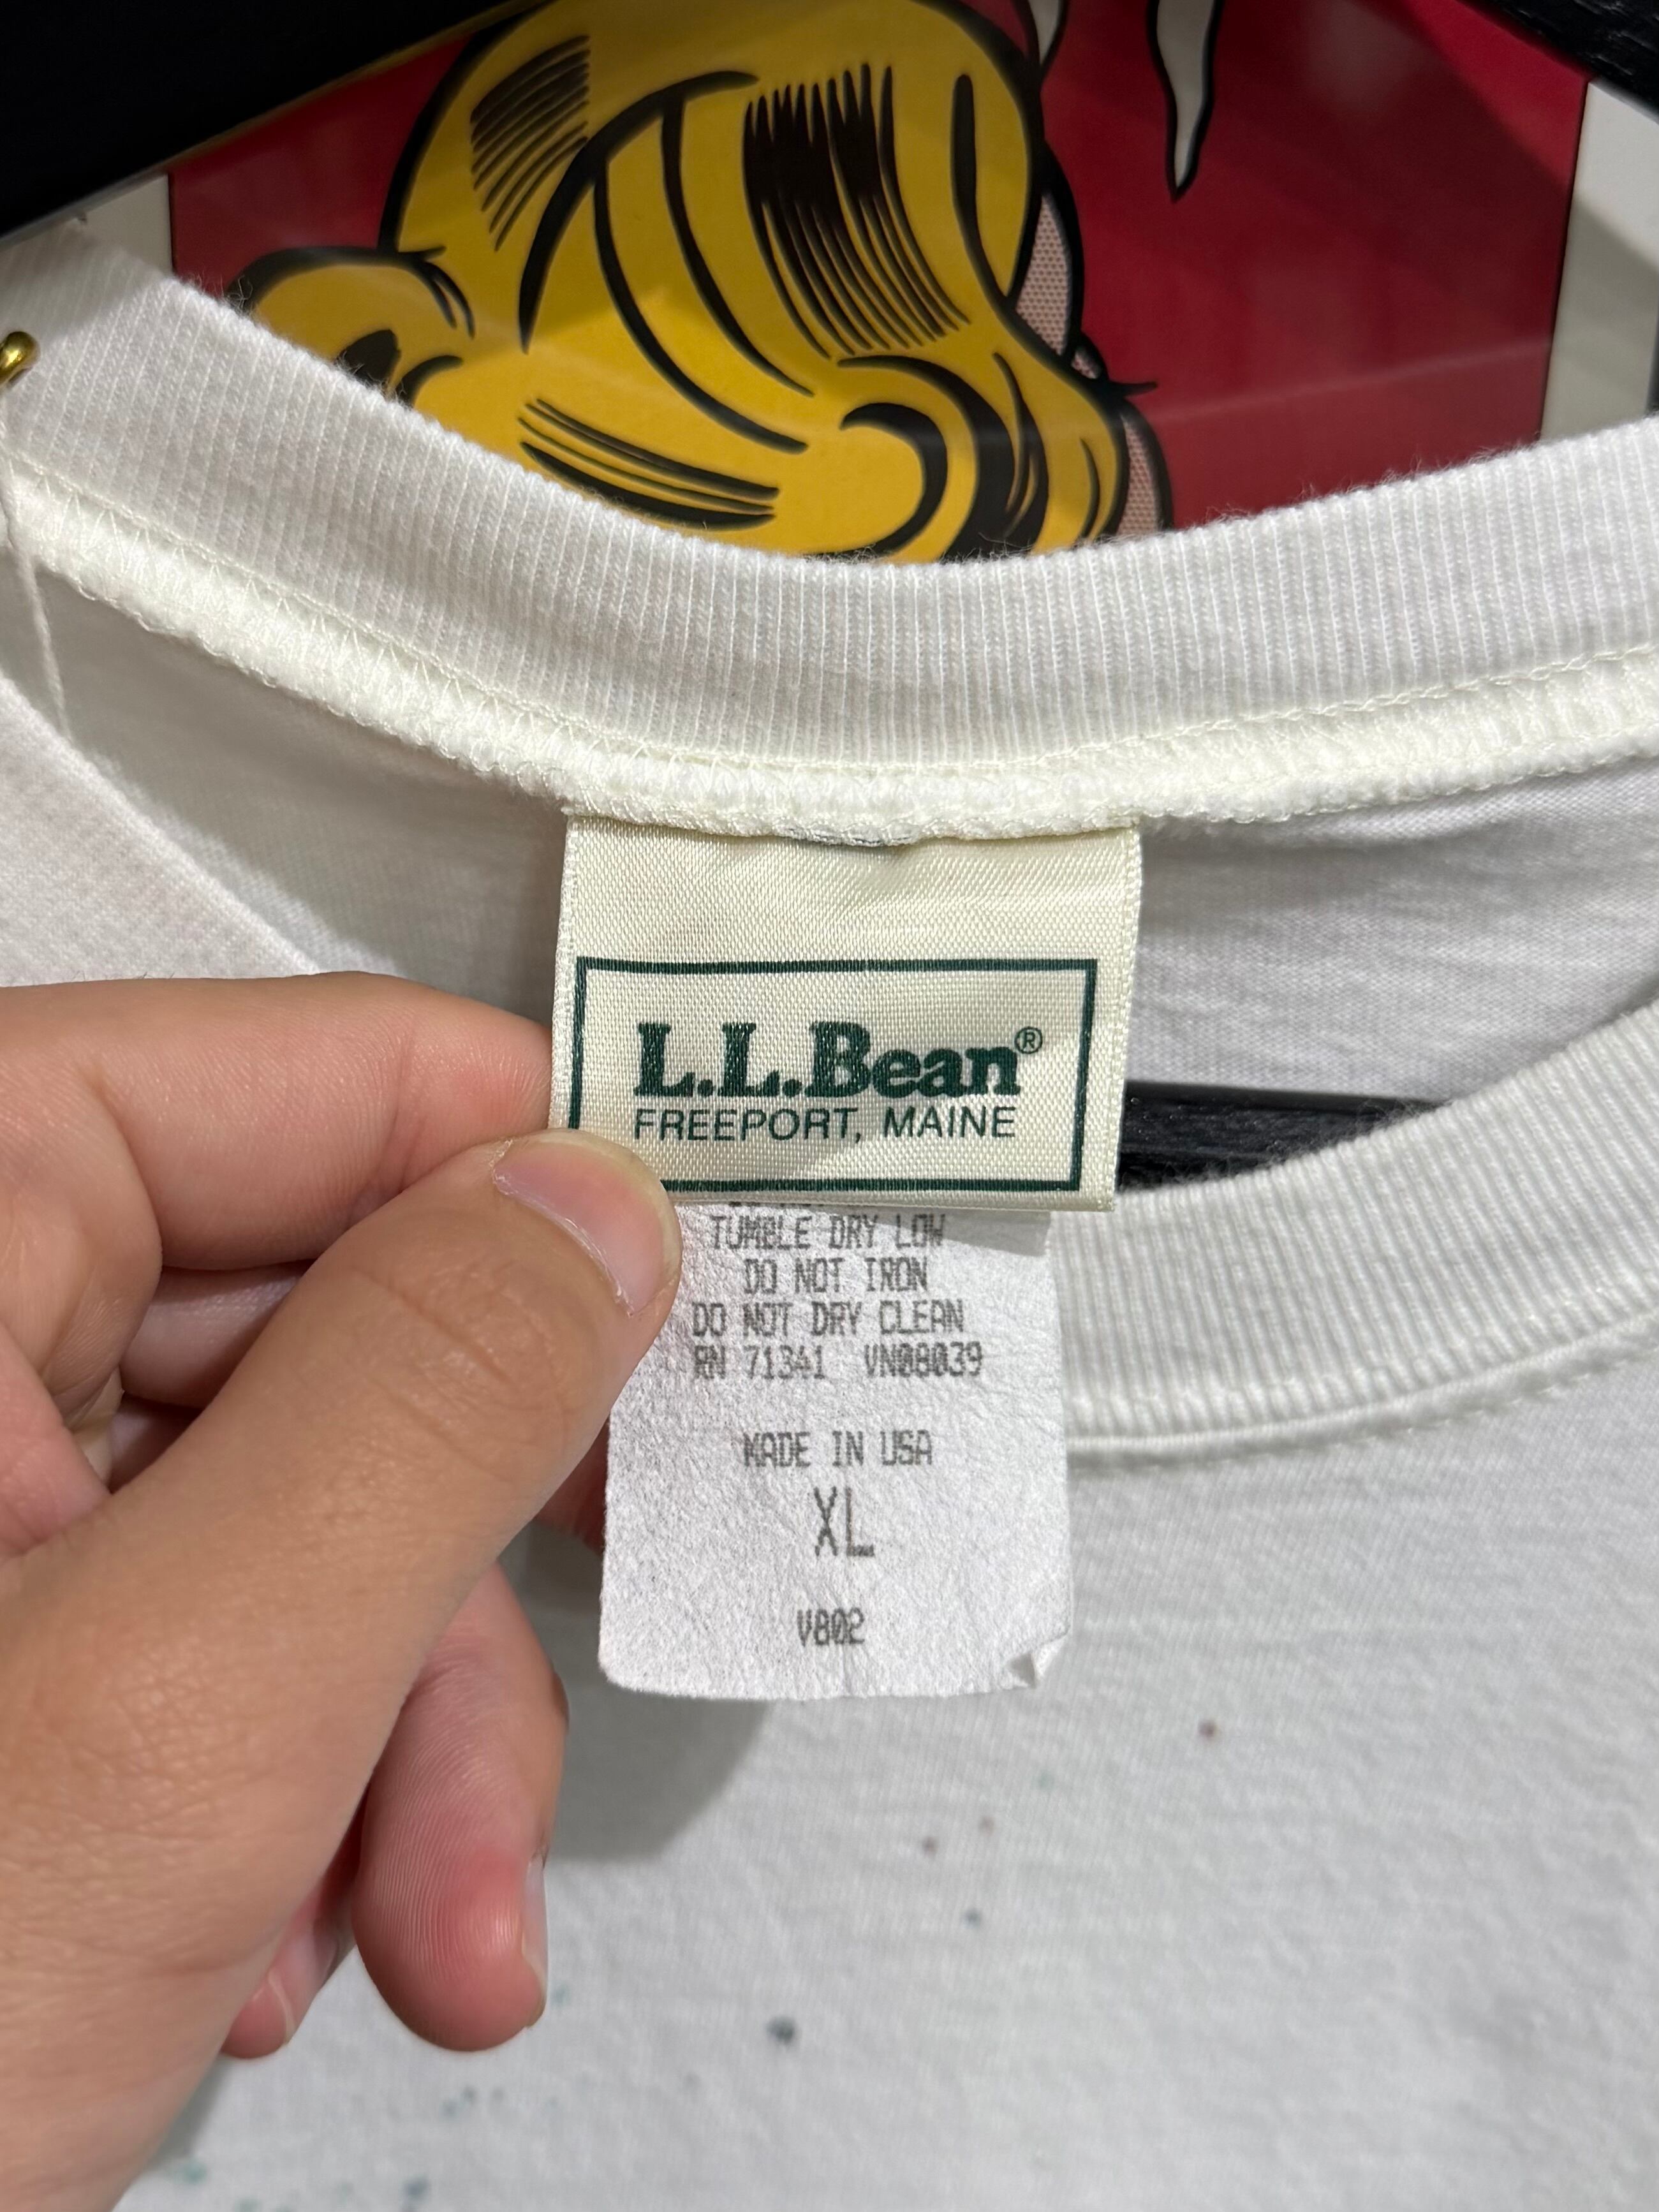 L.L.Bean®
FREEPORT, MAINE
TUMBLE DRY LOW
DO NOT IRON
DO NOT DRY CLEAN
RN 71341 VN08039
MADE IN USA
XL
V802